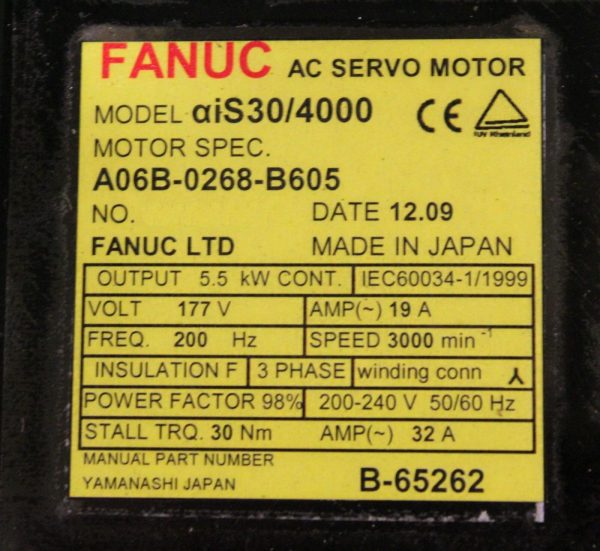 FANUC AC SERVO MOTOR
MODEL αiS30/4000
CE TUV Rheinland
MOTOR SPEC.
A06B-0268-B605
NO. DATE 12.09
FANUC LTD MADE IN JAPAN
OUTPUT 5.5 kW CONT. IEC60034-1/1999
VOLT 177 V AMP(~) 19 A
FREQ. 200 Hz SPEED 3000 min⁻¹
INSULATION F 3 PHASE winding conn
POWER FACTOR 98% 200-240 V 50/60 Hz
STALL TRQ. 30 Nm AMP(~) 32 A
MANUAL PART NUMBER
YAMANASHI JAPAN B-65262